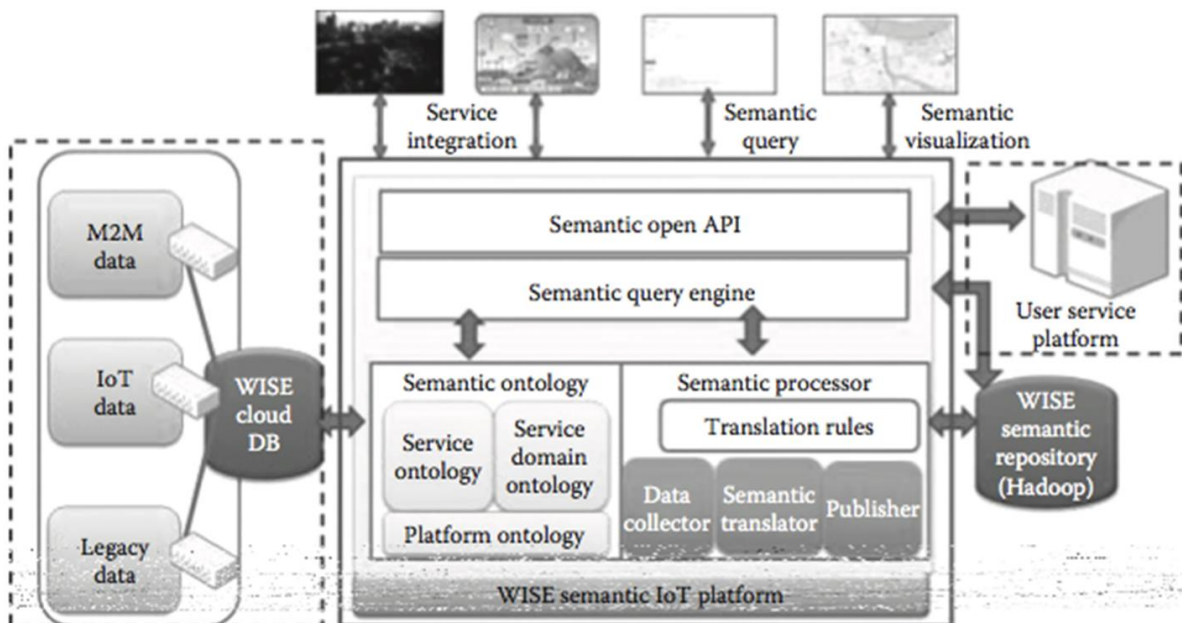 Service
integration
Semantic
query
Semantic
visualization
M2M
data
IoT
data
Legacy
data
WISE
cloud
DB
Semantic open API
Semantic query engine
Semantic ontology
Service
ontology
Service
domain
ontology
Platform ontology
Semantic processor
Translation rules
Data
collector
Semantic
translator
Publisher
WISE semantic IoT platform
User service
platform
WISE
semantic
repository
(Hadoop)